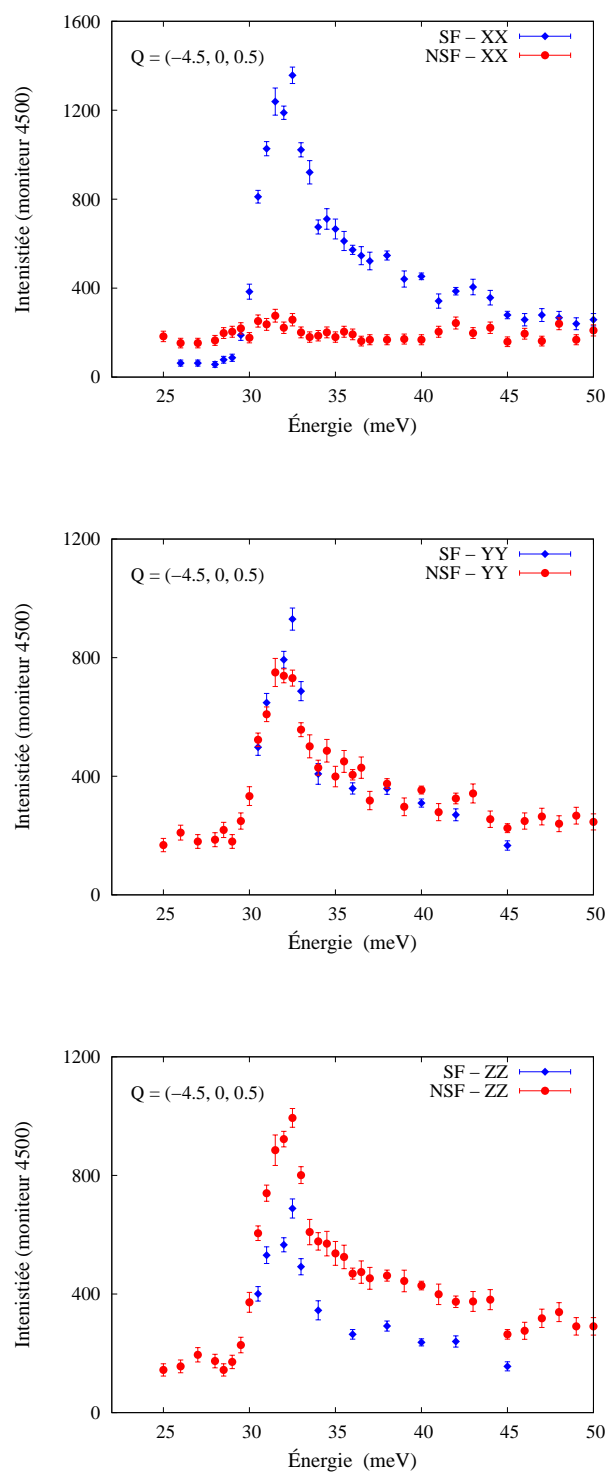 1600
1200
800
400
0
25 30 35 40 45 50
Intenistiée (moniteur 4500)
Énergie (meV)
Q = (−4.5, 0, 0.5)
SF − XX
NSF − XX
1200
800
400
0
25 30 35 40 45 50
Intenistiée (moniteur 4500)
Énergie (meV)
Q = (−4.5, 0, 0.5)
SF − YY
NSF − YY
1200
800
400
0
25 30 35 40 45 50
Intenistiée (moniteur 4500)
Énergie (meV)
Q = (−4.5, 0, 0.5)
SF − ZZ
NSF − ZZ